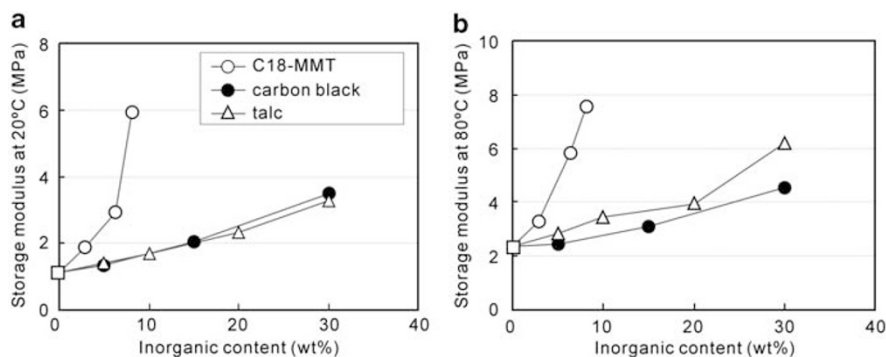 a
Storage modulus at 20ºC (MPa)
8
6
4
2
0
C18-MMT
carbon black
talc
0 10 20 30 40
Inorganic content (wt%)
b
Storage modulus at 80ºC (MPa)
10
8
6
4
2
0
0 10 20 30 40
Inorganic content (wt%)